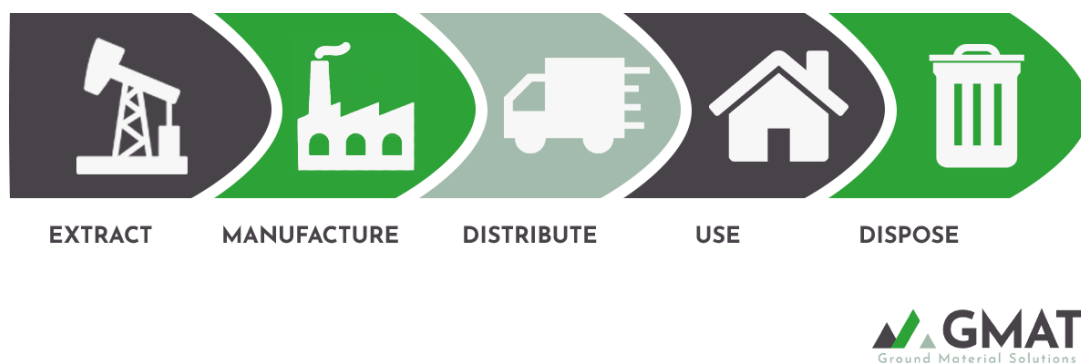 EXTRACT
MANUFACTURE
DISTRIBUTE
USE
DISPOSE
GMAT
Ground Material Solutions